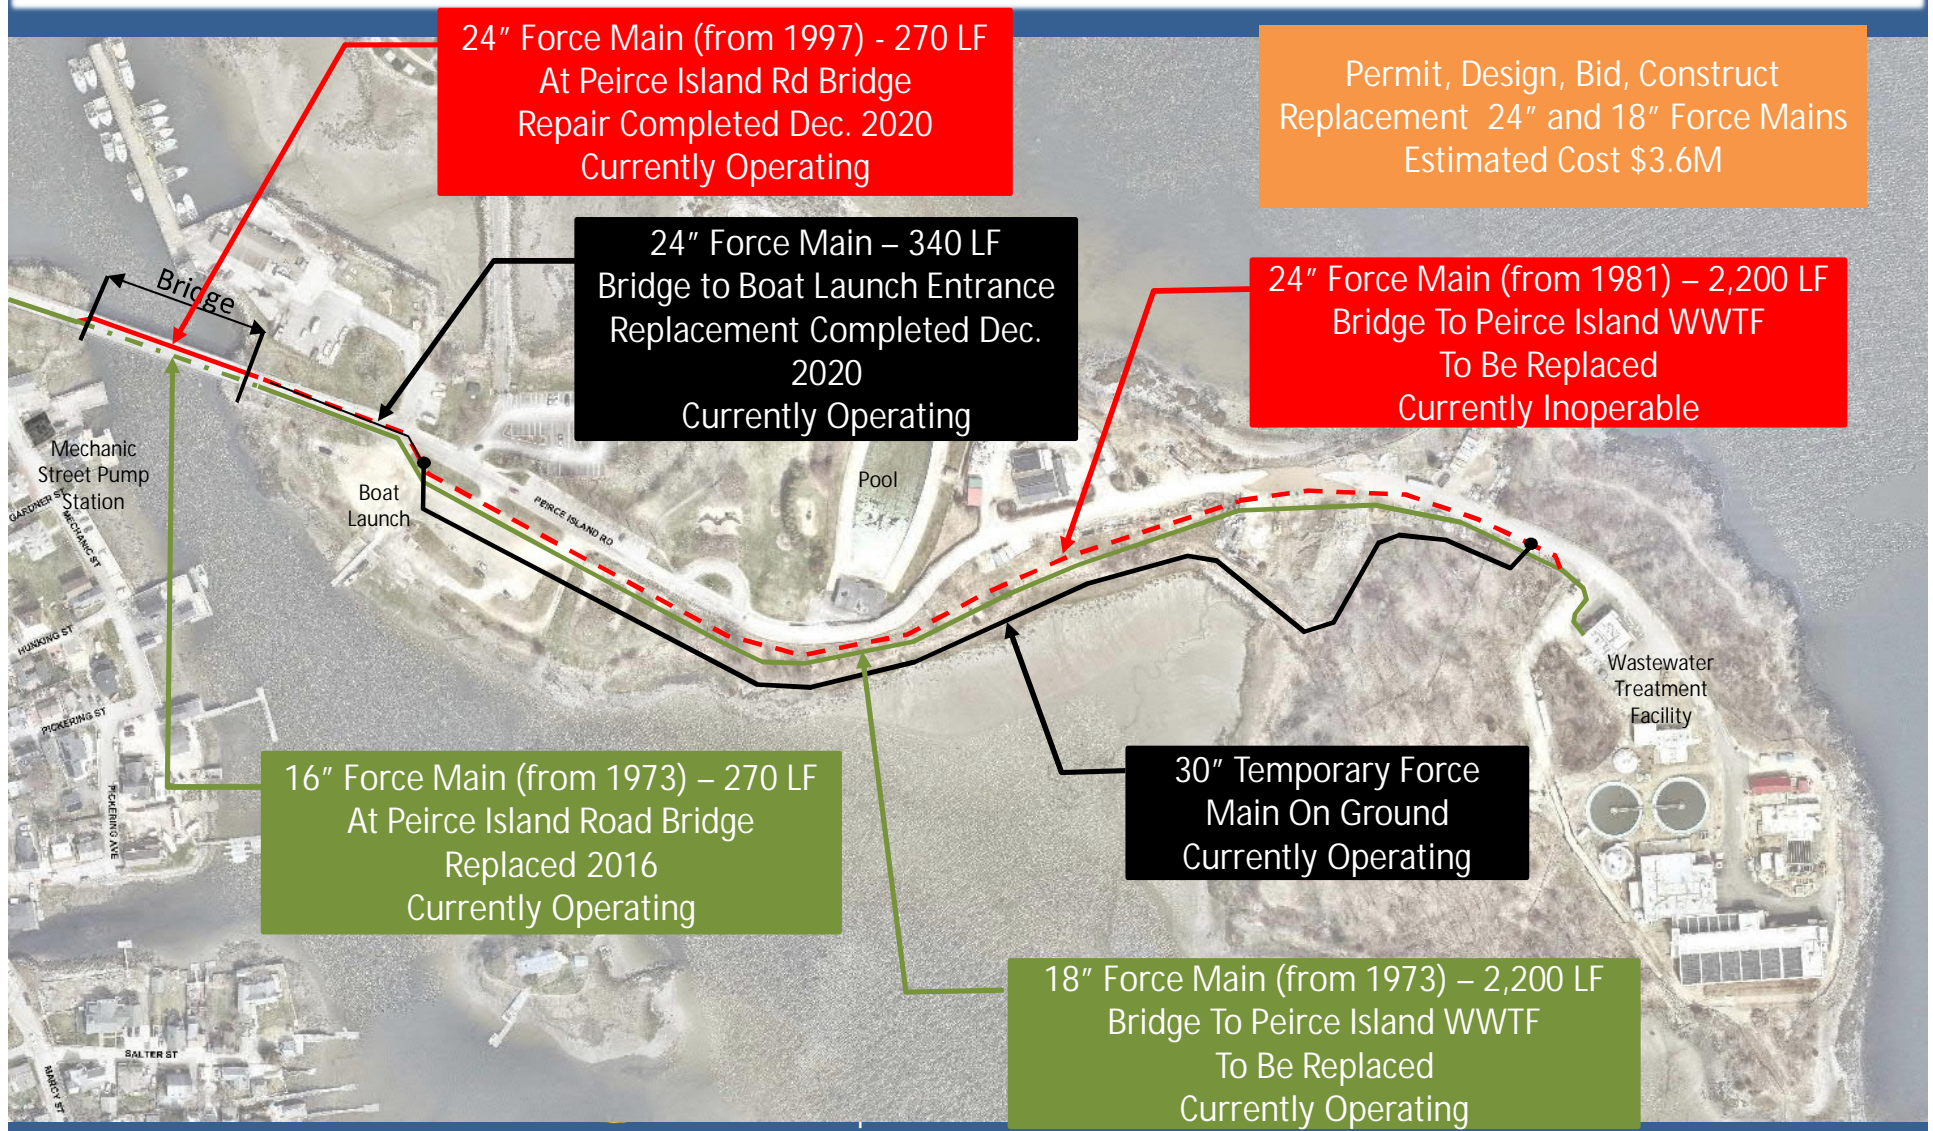 24″ Force Main (from 1997) - 270 LF
At Peirce Island Rd Bridge
Repair Completed Dec. 2020
Currently Operating
Permit, Design, Bid, Construct
Replacement 24″ and 18″ Force Mains
Estimated Cost $3.6M
24″ Force Main – 340 LF
Bridge to Boat Launch Entrance
Replacement Completed Dec.
2020
Currently Operating
24″ Force Main (from 1981) – 2,200 LF
Bridge To Peirce Island WWTF
To Be Replaced
Currently Inoperable
Bridge
Mechanic
Street Pump
Station
GARDNER ST
MECHANIC ST
Boat
Launch
PEIRCE ISLAND RD
Pool
HUNKING ST
PICKERING ST
PICKERING AVE
Wastewater
Treatment
Facility
16″ Force Main (from 1973) – 270 LF
At Peirce Island Road Bridge
Replaced 2016
Currently Operating
30″ Temporary Force
Main On Ground
Currently Operating
18″ Force Main (from 1973) – 2,200 LF
Bridge To Peirce Island WWTF
To Be Replaced
Currently Operating
SALTER ST
MARCY ST